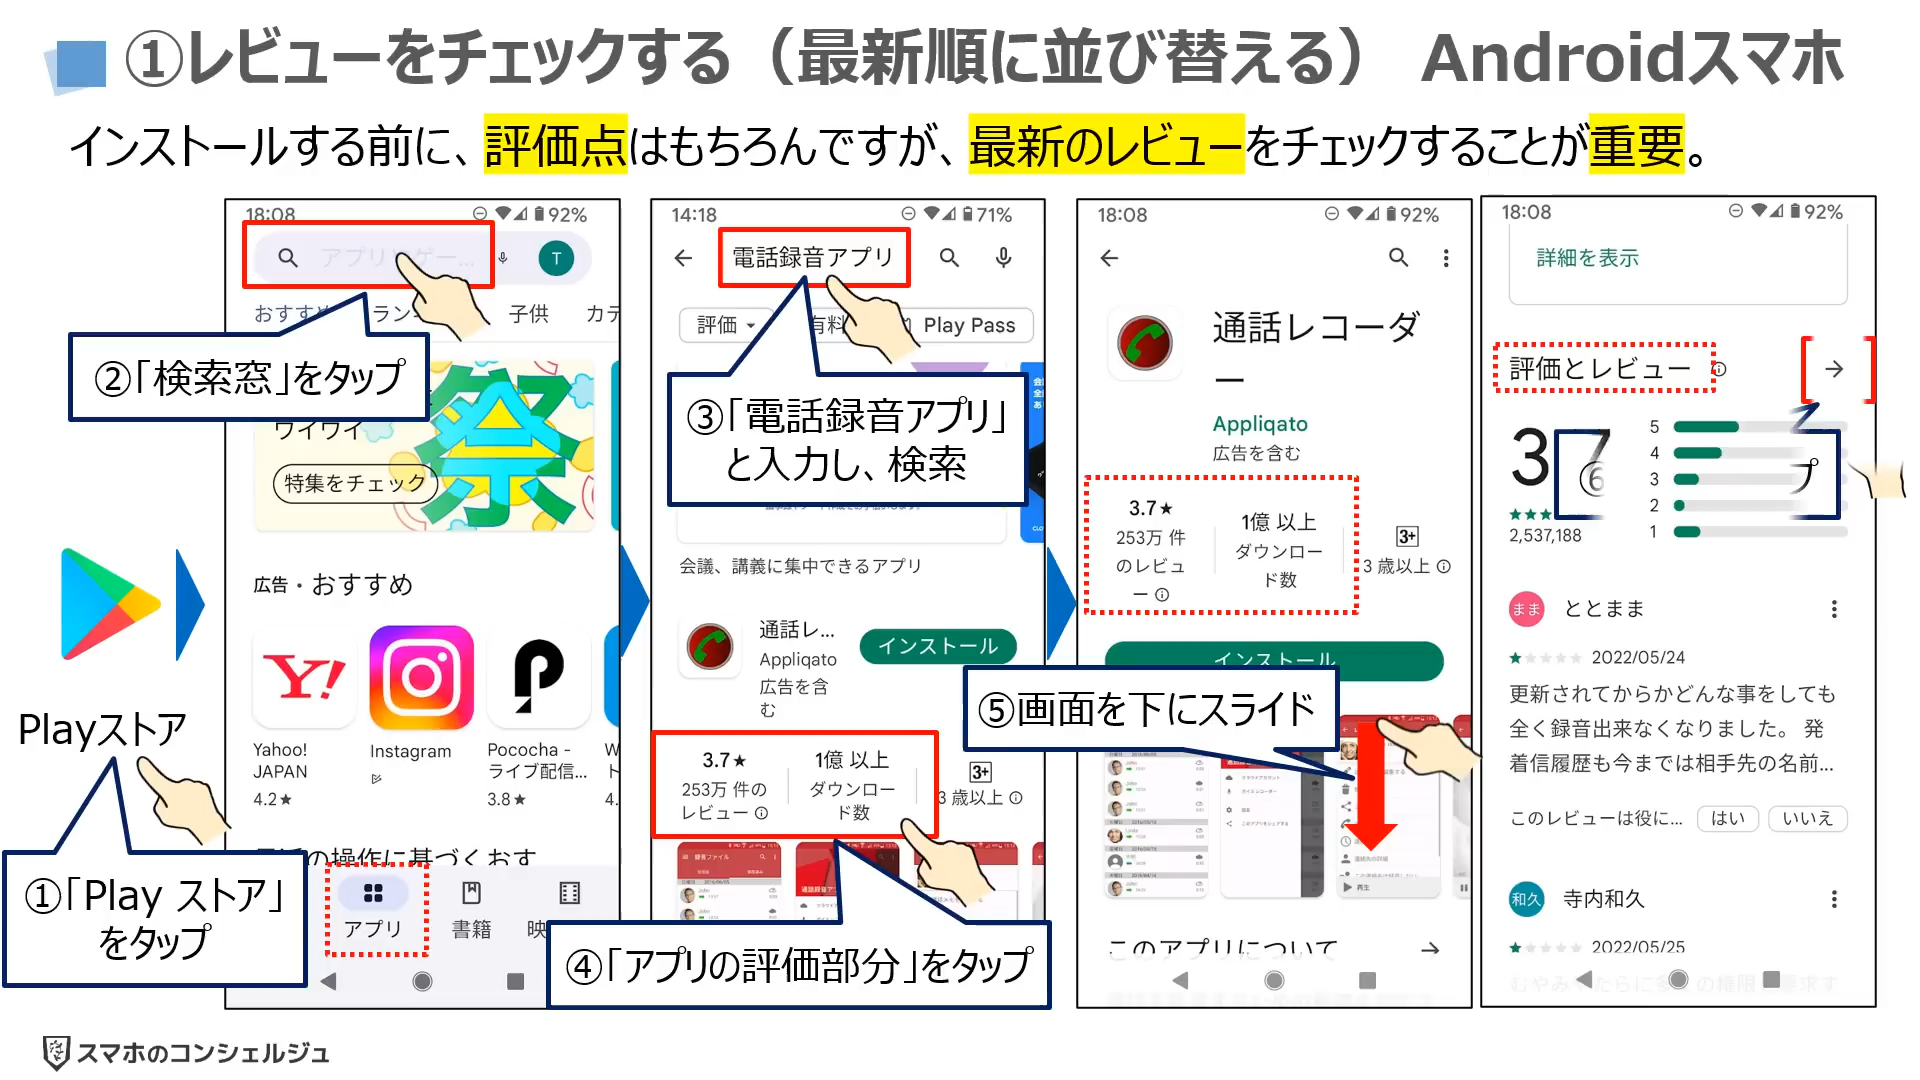 ①レビューをチェックする（最新順に並び替える） Androidスマホ
インストールする前に、評価点はもちろんですが、最新のレビューをチェックすることが重要。
Playストア
①「Play ストア」
をタップ
18:08
92%
T
子供
カテ
②「検索窓」をタップ
ワイワイ
祭
特集をチェック
広告・おすすめ
Yahoo!
JAPAN
4.2★
Instagram
Pococha -
ライブ配信...
3.8★
の操作に基づくおす
アプリ
書籍
映
14:18
71%
電話録音アプリ
評価
有料
Play Pass
③「電話録音アプリ」
と入力し、検索
会議、講義に集中できるアプリ
通話レ...
Appliqato
広告を含
む
インストール
3.7★
253万 件の
レビュー
1億 以上
ダウンロー
ド数
3+
3 歳以上
④「アプリの評価部分」をタップ
18:08
92%
通話レコーダ
ー
Appliqato
広告を含む
3.7★
253万 件
のレビュ
ー
1億 以上
ダウンロー
ド数
3+
3 歳以上
インストール
⑤画面を下にスライド
このアプリについて
18:08
92%
詳細を表示
評価とレビュー
3.7
⑥
プ
5
4
3
2
1
2,537,188
まま
ととまま
2022/05/24
更新されてからかどんな事をしても
全く録音出来なくなりました。 発
着信履歴も今までは相手先の名前...
このレビューは役に...
はい
いいえ
和久
寺内和久
2022/05/25
スマホのコンシェルジュ